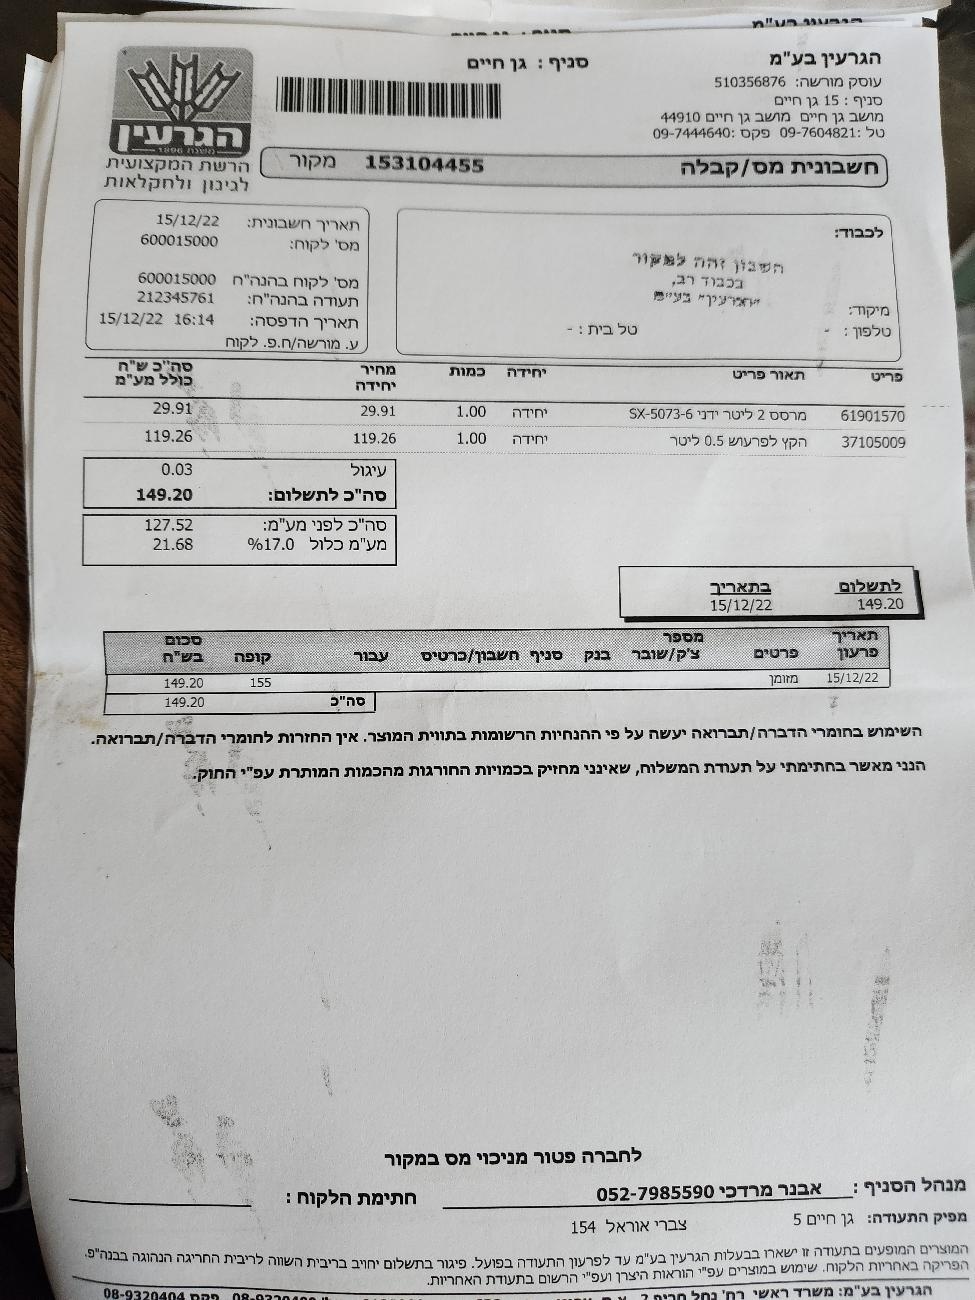 הגרעין בע"מ
סניף : גן חיים
עוסק מורשה: 510356876
סניף : 15 גן חיים
מושב גן חיים מושב גן חיים 44910
טל: 09-7604821 פקס: 09-7444640
הגרעין
משנת 1896
הרשת המקצועית
לגינון ולחקלאות
חשבונית מס/קבלה 153104455 מקור
לכבוד:
חשבון זהה למקור
בכבוד רב,
"הגרעין" בע"מ
מיקוד:
טלפון : - טל בית : -
תאריך חשבונית: 15/12/22
מס' לקוח: 600015000
מס' לקוח בהנה"ח 600015000
תעודה בהנה"ח: 212345761
תאריך הדפסה: 16:14 15/12/22
ע. מורשה/ח.פ. לקוח
פריט תאור פריט יחידה כמות מחיר יחידה סה"כ ש"ח כולל מע"מ
61901570 מרסס 2 ליטר ידני SX-5073-6 יחידה 1.00 29.91 29.91
37105009 הקץ לפרעוש 0.5 ליטר יחידה 1.00 119.26 119.26
עיגול 0.03
סה"כ לתשלום: 149.20
סה"כ לפני מע"מ: 127.52
מע"מ כלול 17.0% 21.68
לתשלום בתאריך
149.20 15/12/22
תאריך פרעון פרטים מספר צ'ק/שובר בנק סניף חשבון/כרטיס עבור קופה סכום בש"ח
15/12/22 מזומן 155 149.20
סה"כ 149.20
השימוש בחומרי הדברה/תברואה יעשה על פי ההנחיות הרשומות בתווית המוצר. אין החזרות לחומרי הדברה/תברואה.
הנני מאשר בחתימתי על תעודת המשלוח, שאינני מחזיק בכמויות החורגות מהכמות המותרת עפ"י החוק.
לחברה פטור מניכוי מס במקור
מנהל הסניף : אבנר מרדכי 052-7985590 חתימת הלקוח :
מפיק התעודה: גן חיים 5 צברי אוראל 154
המוצרים המופעים בתעודה זו ישארו בבעלות הגרעין בע"מ עד לפרעון התעודה בפועל. פיגור בתשלום יחויב בריבית השווה לריבית החריגה הנהוגה בבנה"פ.
הפריקה באחריות הלקוח. שימוש במוצרים עפ"י הוראות היצרן ועפ"י הרשום בתעודת האחריות.
הגרעין בע"מ: משרד ראשי רח' נחל חריף 2 פקס 08-9320404